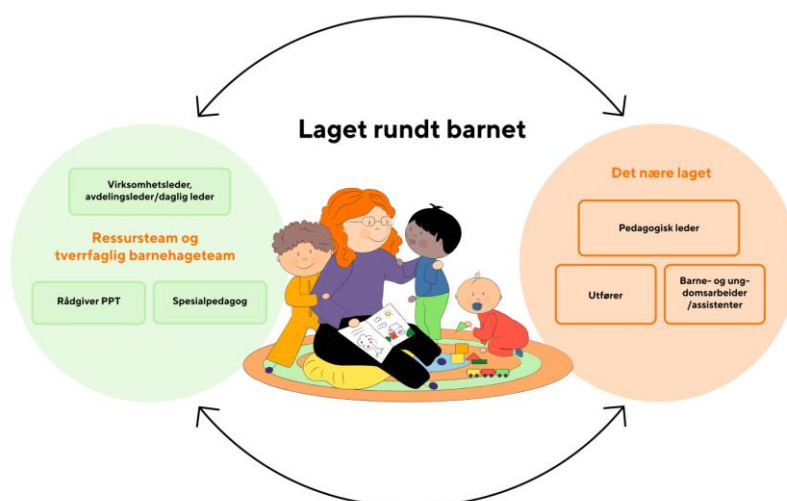 Laget rundt barnet
Virksomhetsleder,
avdelingsleder/daglig leder
Ressursteam og
tverrfaglig barnehageteam
Rådgiver PPT
Spesialpedagog
Det nære laget
Pedagogisk leder
Utfører
Barne- og ung-
domsarbeider
/assistenter